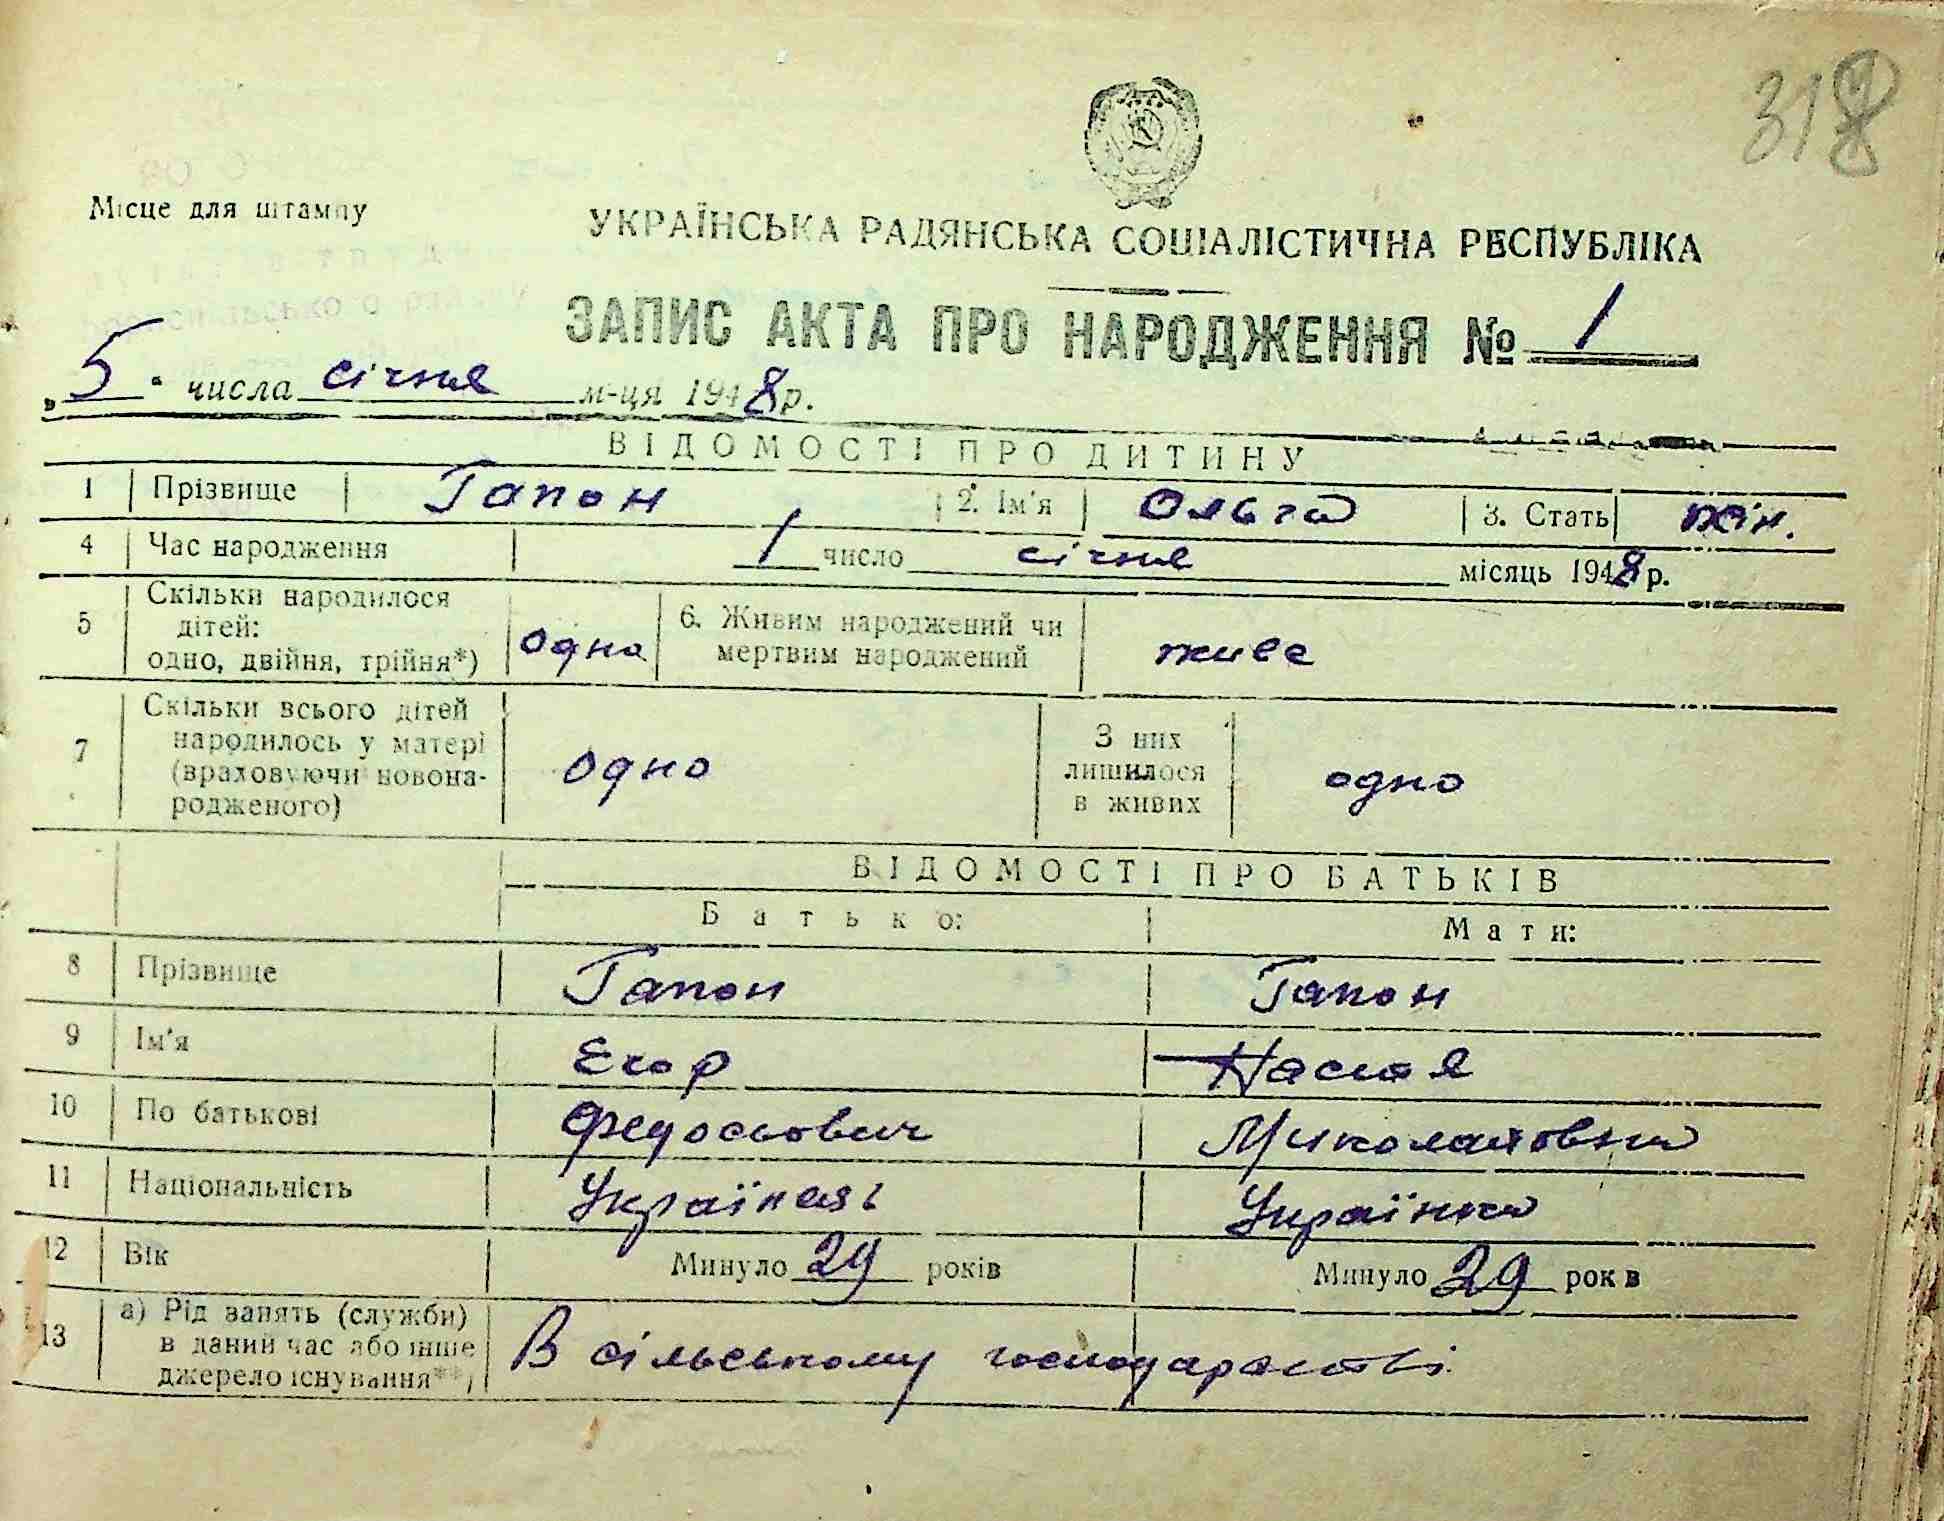 318
Місце для штампу
УКРАЇНСЬКА РАДЯНСЬКА СОЦІАЛІСТИЧНА РЕСПУБЛІКА
ЗАПИС АКТА ПРО НАРОДЖЕННЯ № 1
„5" числа січня м-ця 1948 р.
ВІДОМОСТІ ПРО ДИТИНУ
1 Прізвище Гапон 2. Ім'я Ольга 3. Стать жін.
4 Час народження 1 число січня місяць 1948 р.
5 Скільки народилося дітей: одно, двійня, трійня*) одно 6. Живим народжений чи мертвим народжений живе
7 Скільки всього дітей народилось у матері (враховуючи новонародженого) одно З них лишилося в живих одно
ВІДОМОСТІ ПРО БАТЬКІВ
Батько: Мати:
8 Прізвище Гапон Гапон
9 Ім'я Егор Настя
10 По батькові Федосьович Миколаївна
11 Національність Українець Українка
12 Вік Минуло 29 років Минуло 29 рок в
13 а) Рід занять (служби) в даний час або інше джерело існування**) В сільському господарстві